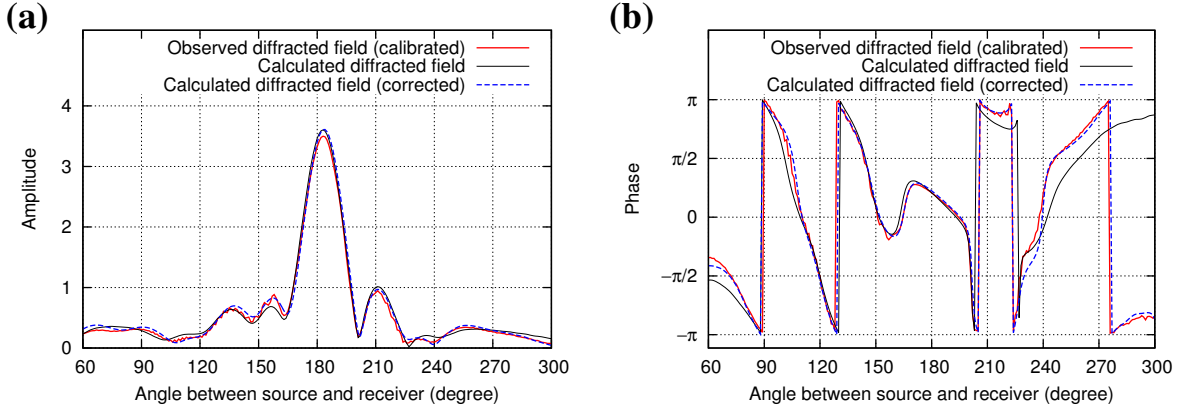 (a)
Observed diffracted field (calibrated)
Calculated diffracted field
Calculated diffracted field (corrected)
Amplitude
4
3
2
1
0
60 90 120 150 180 210 240 270 300
Angle between source and receiver (degree)
(b)
Observed diffracted field (calibrated)
Calculated diffracted field
Calculated diffracted field (corrected)
Phase
π
π/2
0
−π/2
−π
60 90 120 150 180 210 240 270 300
Angle between source and receiver (degree)